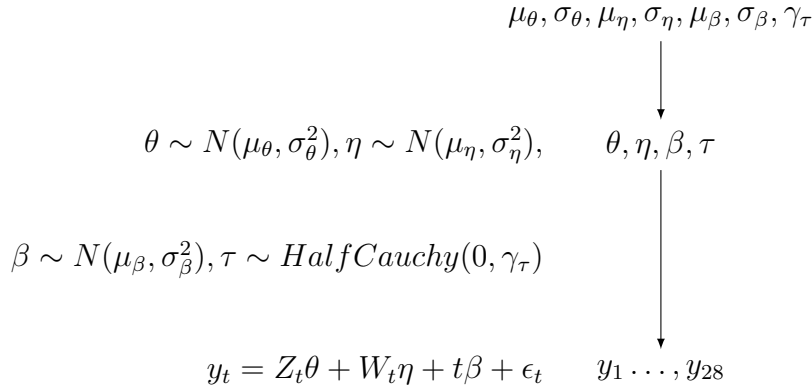 μ_θ, σ_θ, μ_η, σ_η, μ_β, σ_β, γ_τ
θ ∼ N(μ_θ, σ_θ^2), η ∼ N(μ_η, σ_η^2), θ, η, β, τ
β ∼ N(μ_β, σ_β^2), τ ∼ HalfCauchy(0, γ_τ)
y_t = Z_tθ + W_tη + tβ + ϵ_t y_1 . . . , y_28